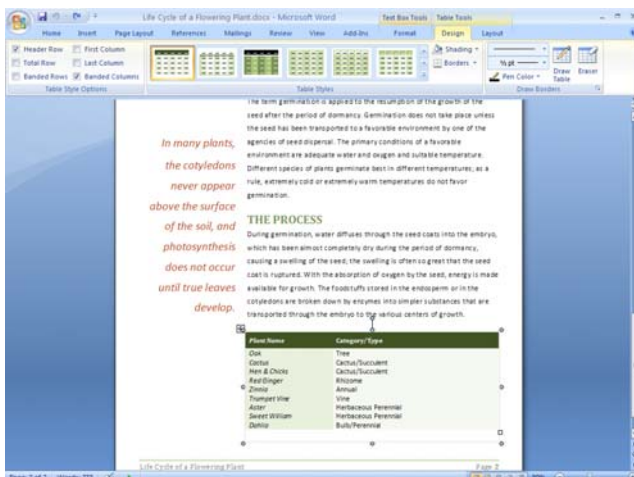 Life Cycle of a Flowering Plant.docx - Microsoft Word
Text Box Tools Table Tools
Home Insert Page Layout References Mailings Review View Add-Ins Format Design Layout
Header Row First Column
Total Row Last Column
Banded Rows Banded Columns
Table Style Options
Table Styles
Shading
Borders
½ pt
Pen Color
Draw Table
Eraser
Draw Borders
The term germination is applied to the resumption of the growth of the
seed after the period of dormancy. Germination does not take place unless
the seed has been transported to a favorable environment by one of the
agencies of seed dispersal. The primary conditions of a favorable
environment are adequate water and oxygen and suitable temperature.
Different species of plants germinate best in different temperatures; as a
rule, extremely cold or extremely warm temperatures do not favor
germination.
In many plants,
the cotyledons
never appear
above the surface
of the soil, and
photosynthesis
does not occur
until true leaves
develop.
THE PROCESS
During germination, water diffuses through the seed coats into the embryo,
which has been almost completely dry during the period of dormancy,
causing a swelling of the seed; the swelling is often so great that the seed
coat is ruptured. With the absorption of oxygen by the seed, energy is made
available for growth. The foodstuffs stored in the endosperm or in the
cotyledons are broken down by enzymes into simpler substances that are
transported through the embryo to the various centers of growth.
Plant Name Category/Type
Oak Tree
Cactus Cactus/Succulent
Hen & Chicks Cactus/Succulent
Red Ginger Rhizome
Zinnia Annual
Trumpet Vine Vine
Aster Herbaceous Perennial
Sweet William Herbaceous Perennial
Dahlia Bulb/Perennial
Life Cycle of a Flowering Plant Page 2